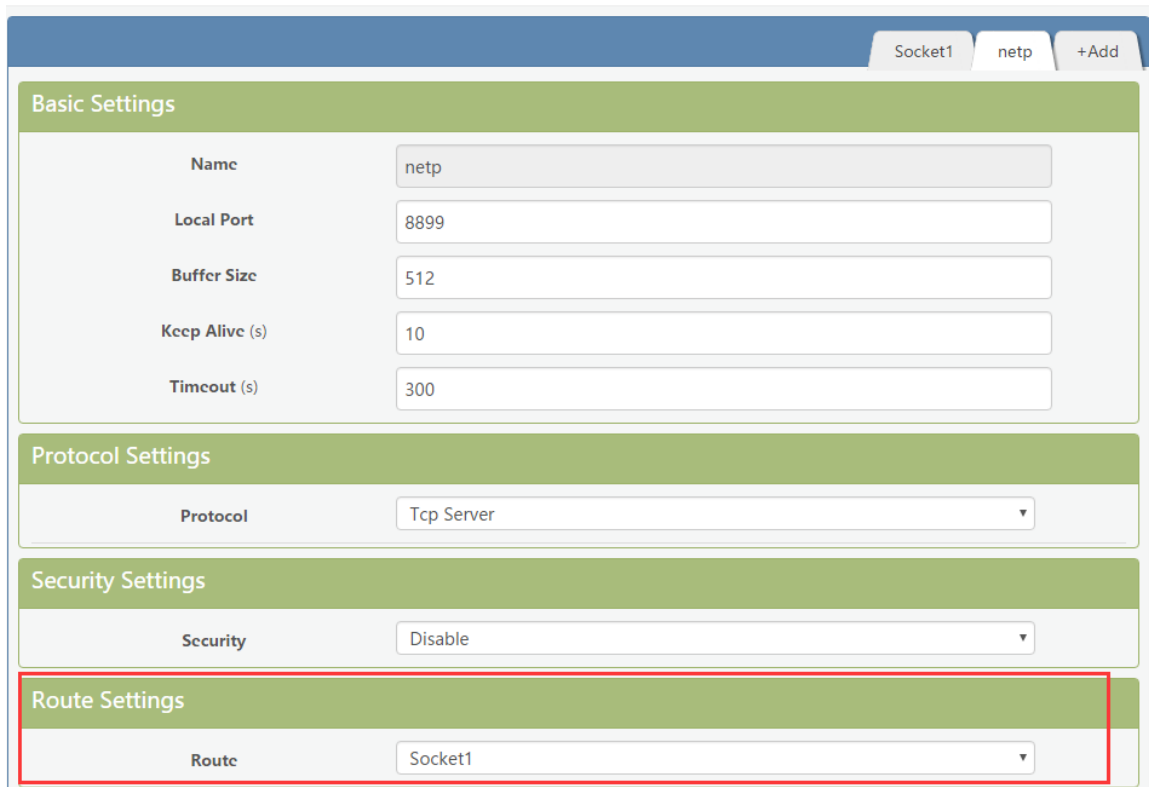 Socket1 netp +Add
Basic Settings
Name netp
Local Port 8899
Buffer Size 512
Keep Alive (s) 10
Timeout (s) 300
Protocol Settings
Protocol Tcp Server
Security Settings
Security Disable
Route Settings
Route Socket1